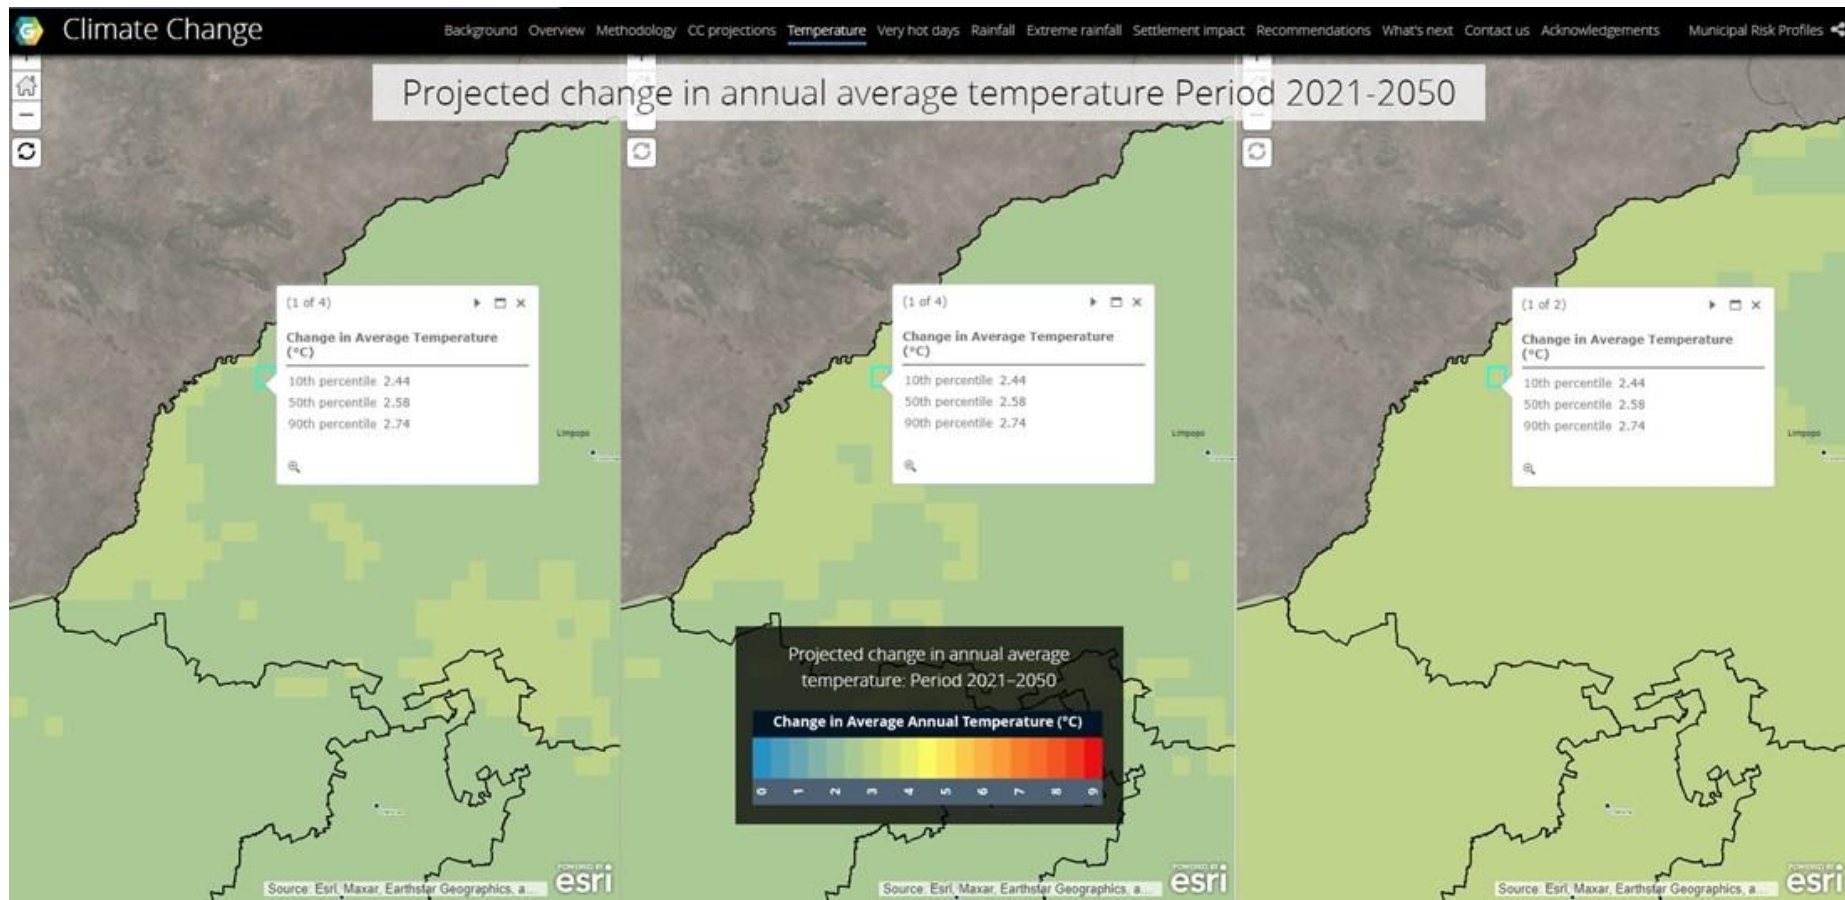 Climate Change
Background Overview Methodology CC projections Temperature Very hot days Rainfall Extreme rainfall Settlement impact Recommendations What's next Contact us Acknowledgements Municipal Risk Profiles
Projected change in annual average temperature Period 2021-2050
(1 of 4)
Change in Average Temperature
(°C)
10th percentile 2.44
50th percentile 2.58
90th percentile 2.74
Limpopo
Source: Esri, Maxar, Earthstar Geographics, a...
POWERED BY
esri
(1 of 4)
Change in Average Temperature
(°C)
10th percentile 2.44
50th percentile 2.58
90th percentile 2.74
Limpopo
Projected change in annual average
temperature: Period 2021–2050
Change in Average Annual Temperature (°C)
0 1 2 3 4 5 6 7 8 9
Source: Esri, Maxar, Earthstar Geographics, a...
POWERED BY
esri
(1 of 2)
Change in Average Temperature
(°C)
10th percentile 2.44
50th percentile 2.58
90th percentile 2.74
Limpopo
Source: Esri, Maxar, Earthstar Geographics, a...
POWERED BY
esri